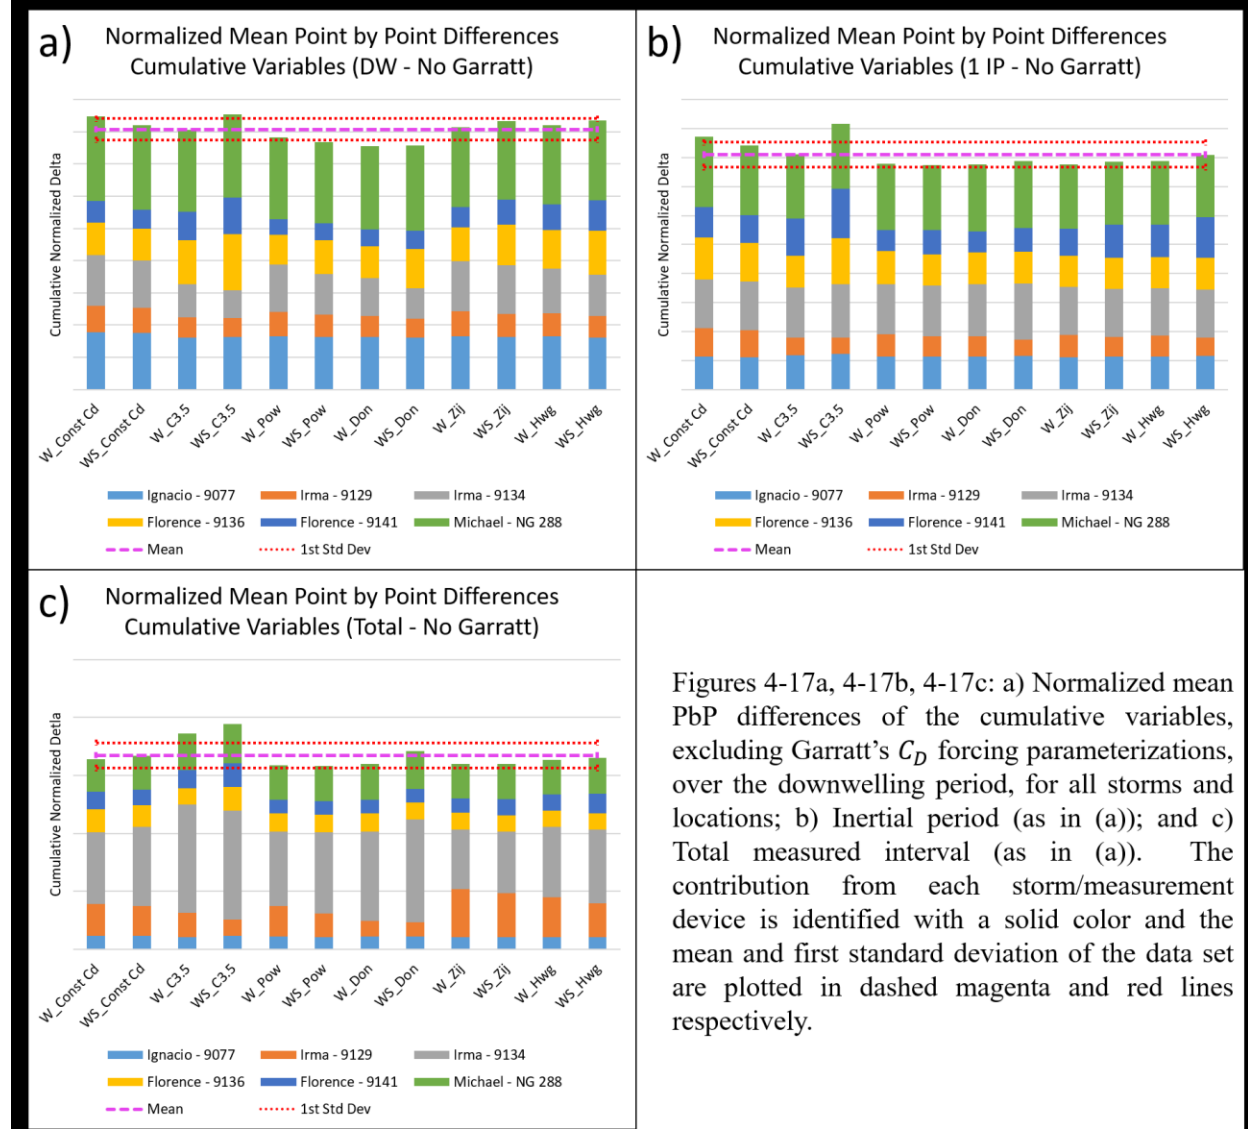 a)
Normalized Mean Point by Point Differences
Cumulative Variables (DW - No Garratt)
Cumulative Normalized Delta
W_Const Cd
WS_Const Cd
W_C3.5
WS_C3.5
W_Pow
WS_Pow
W_Don
WS_Don
W_Zij
WS_Zij
W_Hwg
WS_Hwg
Ignacio - 9077
Irma - 9129
Irma - 9134
Florence - 9136
Florence - 9141
Michael - NG 288
Mean
1st Std Dev
b)
Normalized Mean Point by Point Differences
Cumulative Variables (1 IP - No Garratt)
Cumulative Normalized Delta
W_Const Cd
WS_Const Cd
W_C3.5
WS_C3.5
W_Pow
WS_Pow
W_Don
WS_Don
W_Zij
WS_Zij
W_Hwg
WS_Hwg
Ignacio - 9077
Irma - 9129
Irma - 9134
Florence - 9136
Florence - 9141
Michael - NG 288
Mean
1st Std Dev
c)
Normalized Mean Point by Point Differences
Cumulative Variables (Total - No Garratt)
Cumulative Normalized Detla
W_Const Cd
WS_Const Cd
W_C3.5
WS_C3.5
W_Pow
WS_Pow
W_Don
WS_Don
W_Zij
WS_Zij
W_Hwg
WS_Hwg
Ignacio - 9077
Irma - 9129
Irma - 9134
Florence - 9136
Florence - 9141
Michael - NG 288
Mean
1st Std Dev
Figures 4-17a, 4-17b, 4-17c: a) Normalized mean
PbP differences of the cumulative variables,
excluding Garratt's C_D forcing parameterizations,
over the downwelling period, for all storms and
locations; b) Inertial period (as in (a)); and c)
Total measured interval (as in (a)). The
contribution from each storm/measurement
device is identified with a solid color and the
mean and first standard deviation of the data set
are plotted in dashed magenta and red lines
respectively.